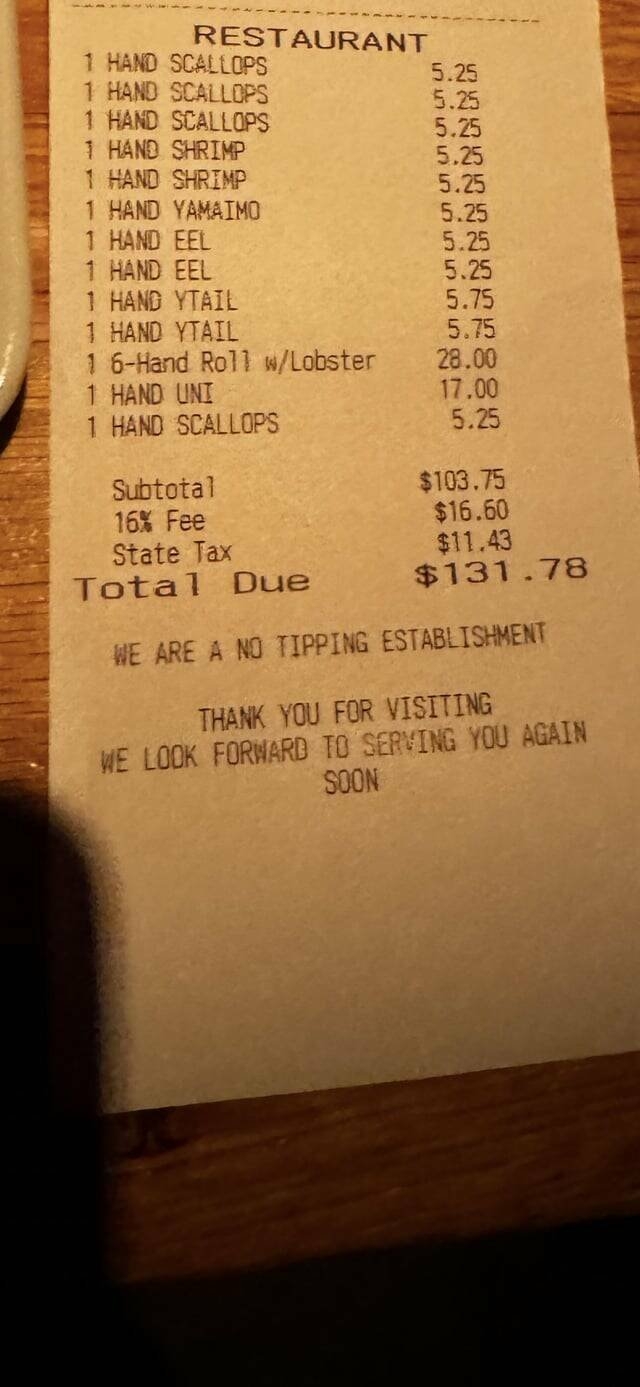 RESTAURANT
1 HAND SCALLOPS 5.25
1 HAND SCALLOPS 5.25
1 HAND SCALLOPS 5.25
1 HAND SHRIMP 5.25
1 HAND SHRIMP 5.25
1 HAND YAMAIMO 5.25
1 HAND EEL 5.25
1 HAND EEL 5.25
1 HAND YTAIL 5.75
1 HAND YTAIL 5.75
1 6-Hand Roll w/Lobster 28.00
1 HAND UNI 17.00
1 HAND SCALLOPS 5.25
Subtotal $103.75
16% Fee $16.60
State Tax $11.43
Total Due $131.78
WE ARE A NO TIPPING ESTABLISHMENT
THANK YOU FOR VISITING
WE LOOK FORWARD TO SERVING YOU AGAIN
SOON